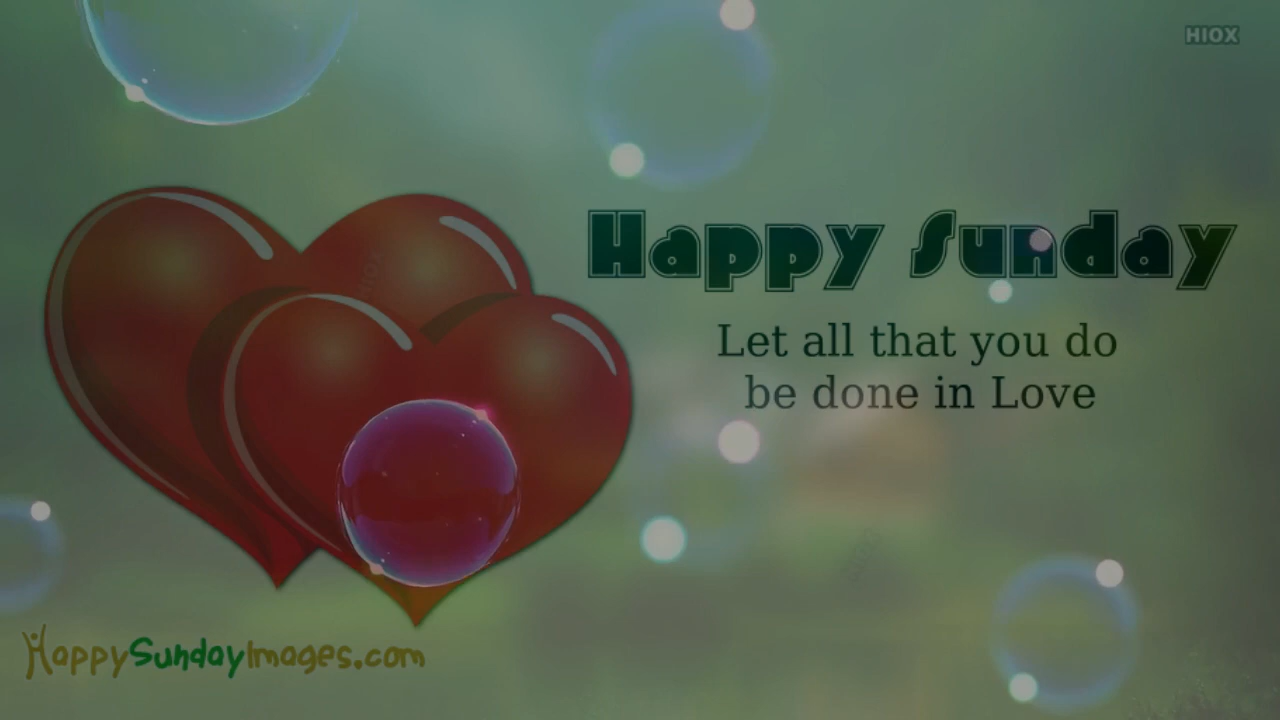 HIOX
Happy Sunday
Let all that you do
be done in Love
HappySundayImages.com